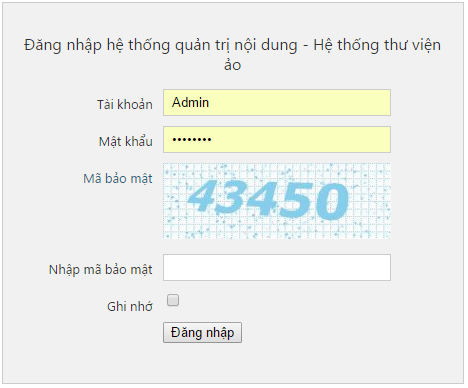 Đăng nhập hệ thống quản trị nội dung - Hệ thống thư viện
ảo
Tài khoản Admin
Mật khẩu ••••••••
Mã bảo mật 43450
Nhập mã bảo mật
Ghi nhớ
Đăng nhập